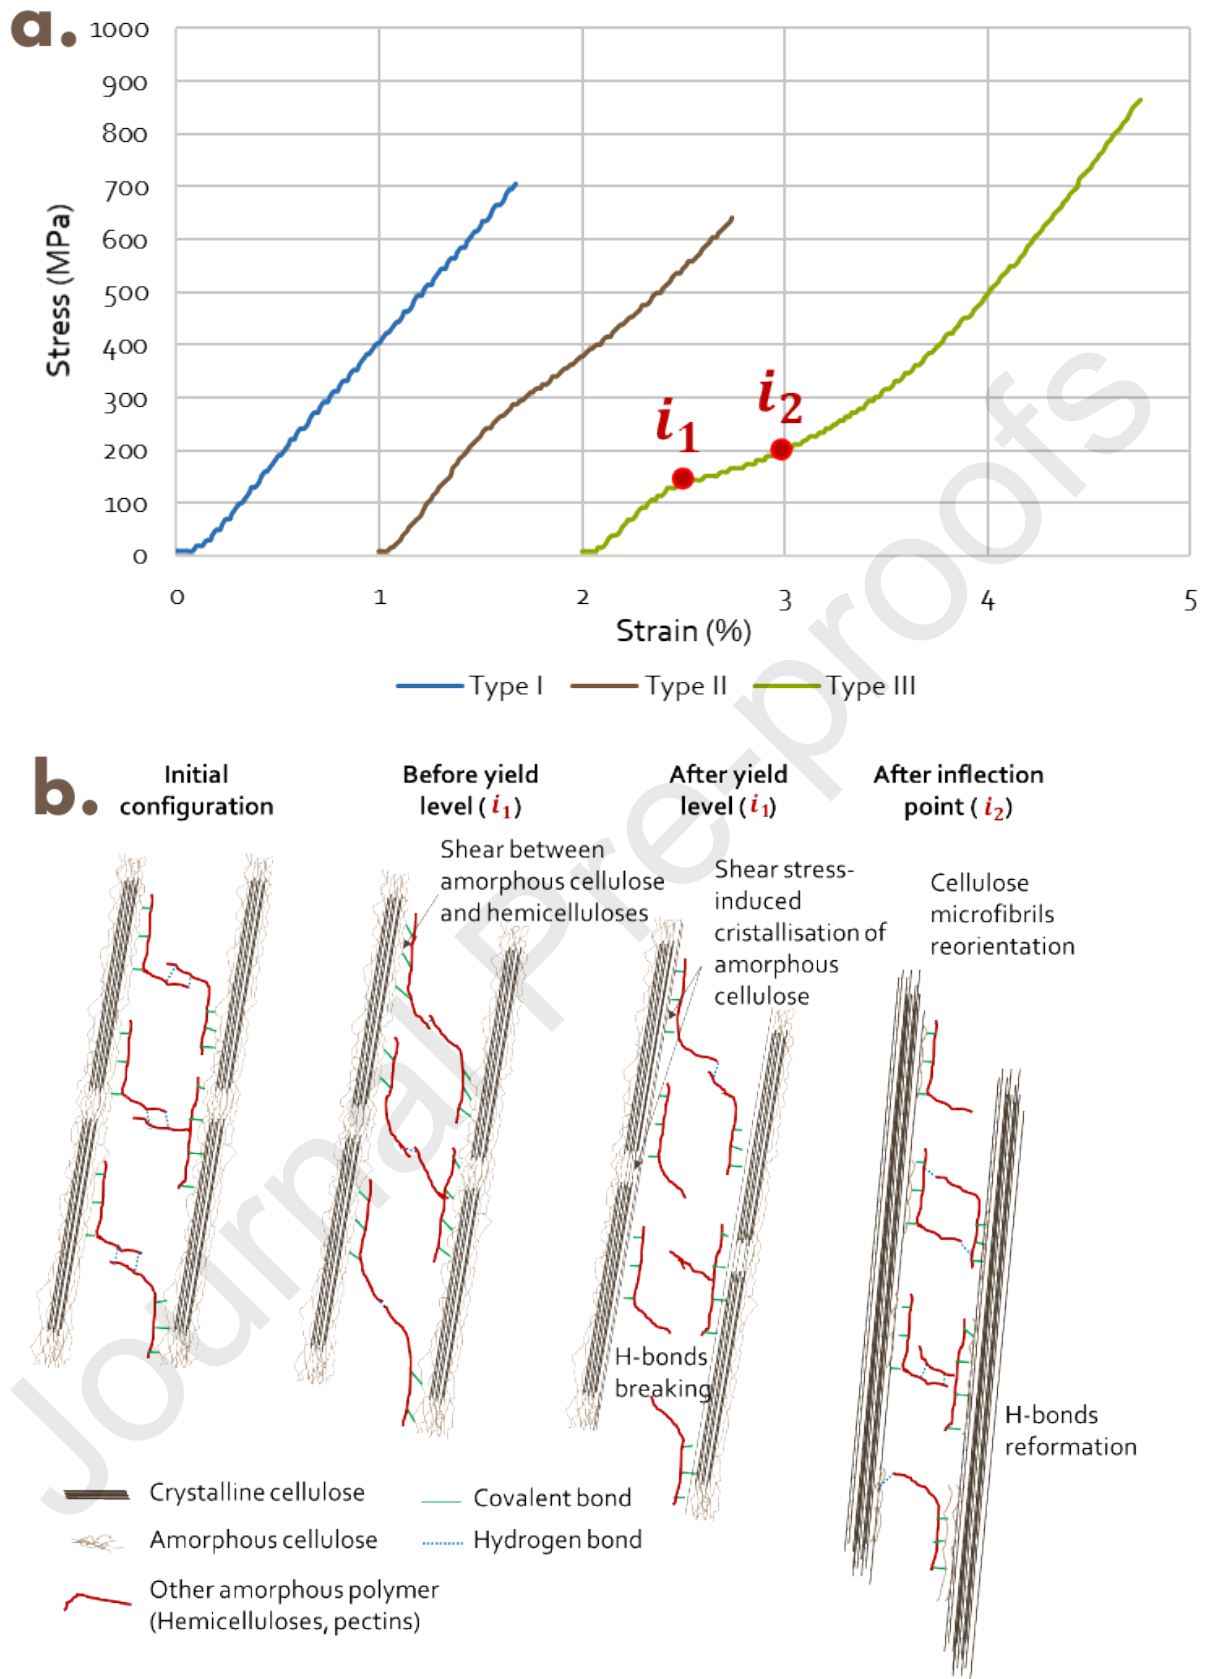 a.
1000
900
800
700
600
500
400
300
200
100
0
Stress (MPa)
i1
i2
0 1 2 3 4 5
Strain (%)
Type I Type II Type III
b.
Initial
configuration
Before yield
level ( i1 )
After yield
level ( i1 )
After inflection
point ( i2 )
Shear between
amorphous cellulose
and hemicelluloses
Shear stress-
induced
cristallisation of
amorphous
cellulose
Cellulose
microfibrils
reorientation
H-bonds
breaking
H-bonds
reformation
Crystalline cellulose
Amorphous cellulose
Other amorphous polymer
(Hemicelluloses, pectins)
Covalent bond
Hydrogen bond
Journal Pre-proofs